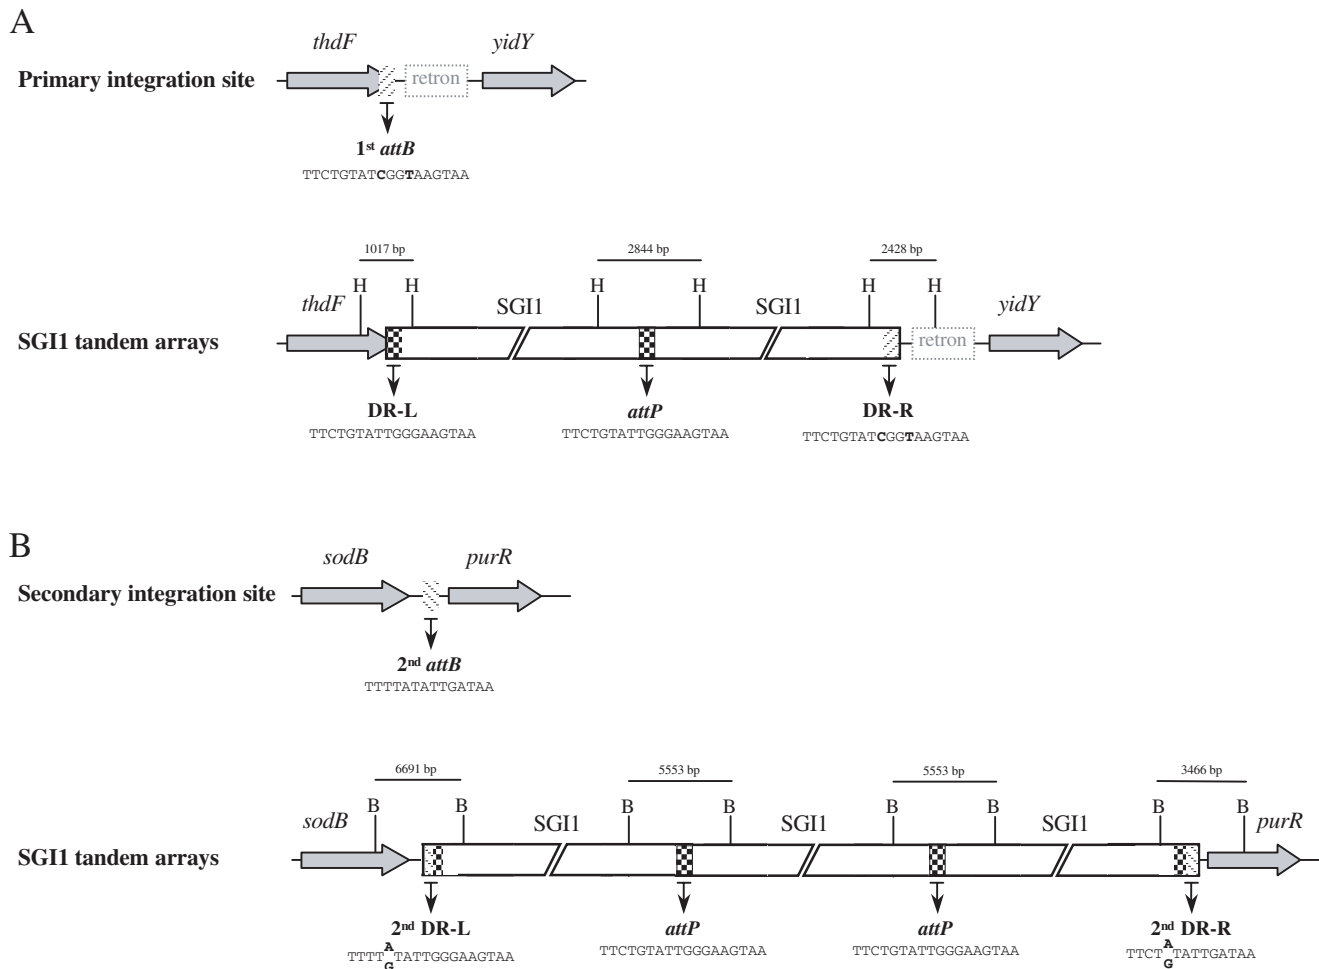 A
thdF yidY
Primary integration site
retron
1st attB
TTCTGTATCGGTAAGTAA
1017 bp 2844 bp 2428 bp
H H H H H H
thdF SGI1 SGI1 yidY
SGI1 tandem arrays
retron
DR-L attP DR-R
TTCTGTATTGGGAAGTAA TTCTGTATTGGGAAGTAA TTCTGTATCGGTAAGTAA
B
sodB purR
Secondary integration site
2nd attB
TTTTATATTGATAA
6691 bp 5553 bp 5553 bp 3466 bp
B B B B B B B B
sodB SGI1 SGI1 SGI1 purR
SGI1 tandem arrays
2nd DR-L attP attP 2nd DR-R
A A
TTTT TATTGGGAAGTAA TTCTGTATTGGGAAGTAA TTCTGTATTGGGAAGTAA TTCT TATTGATAA
G G